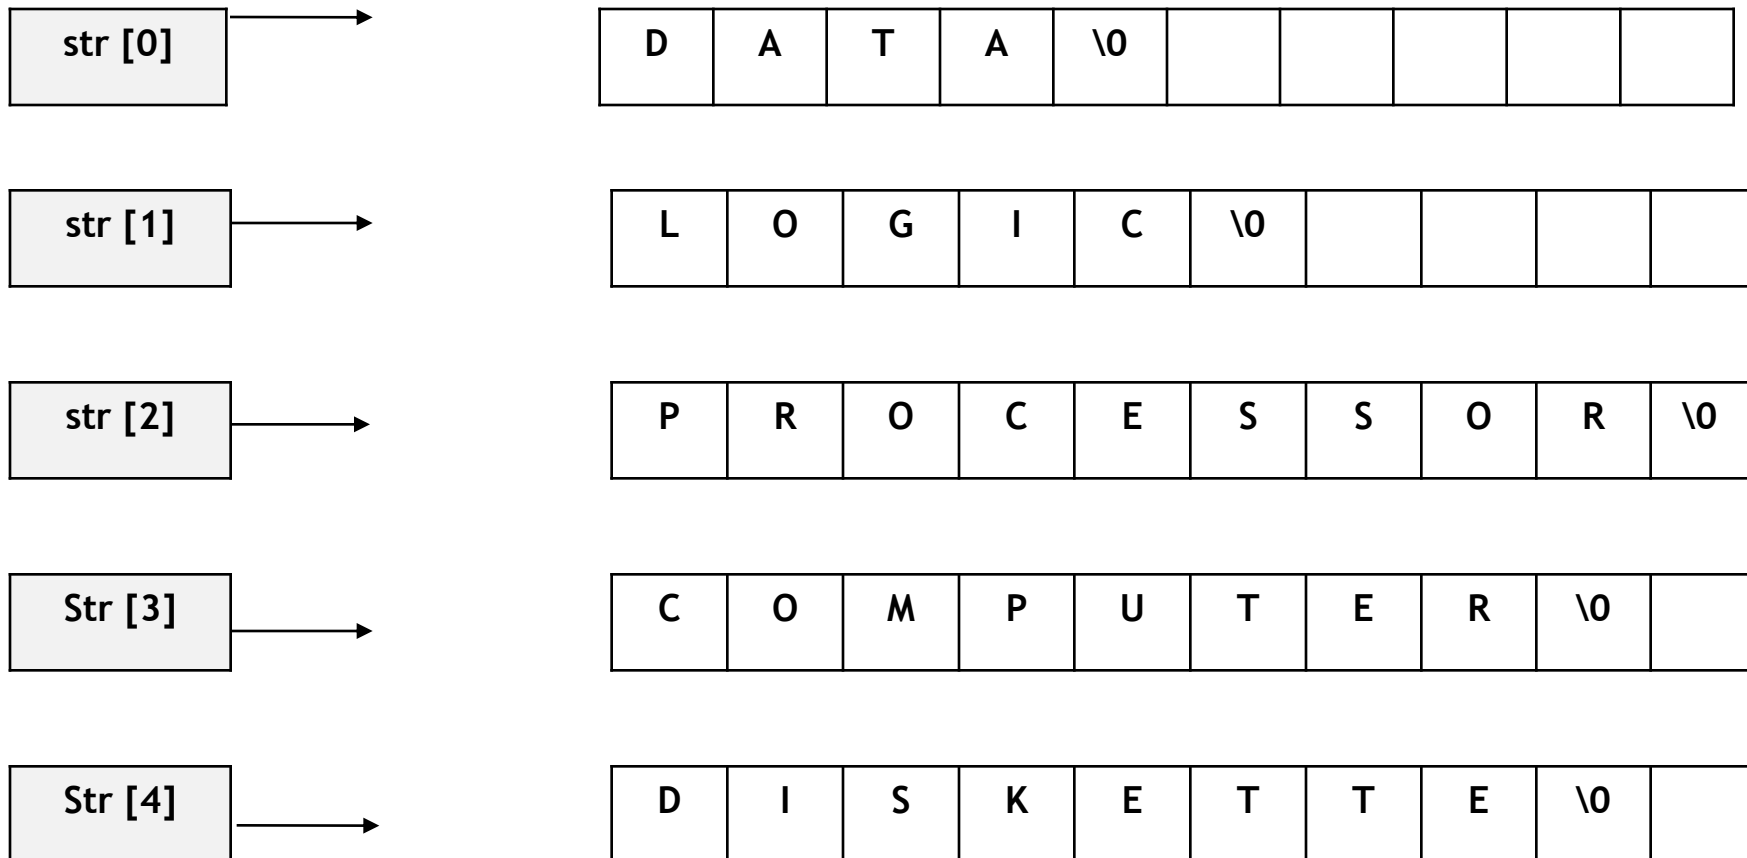 str [0] D A T A \0
str [1] L O G I C \0
str [2] P R O C E S S O R \0
Str [3] C O M P U T E R \0
Str [4] D I S K E T T E \0